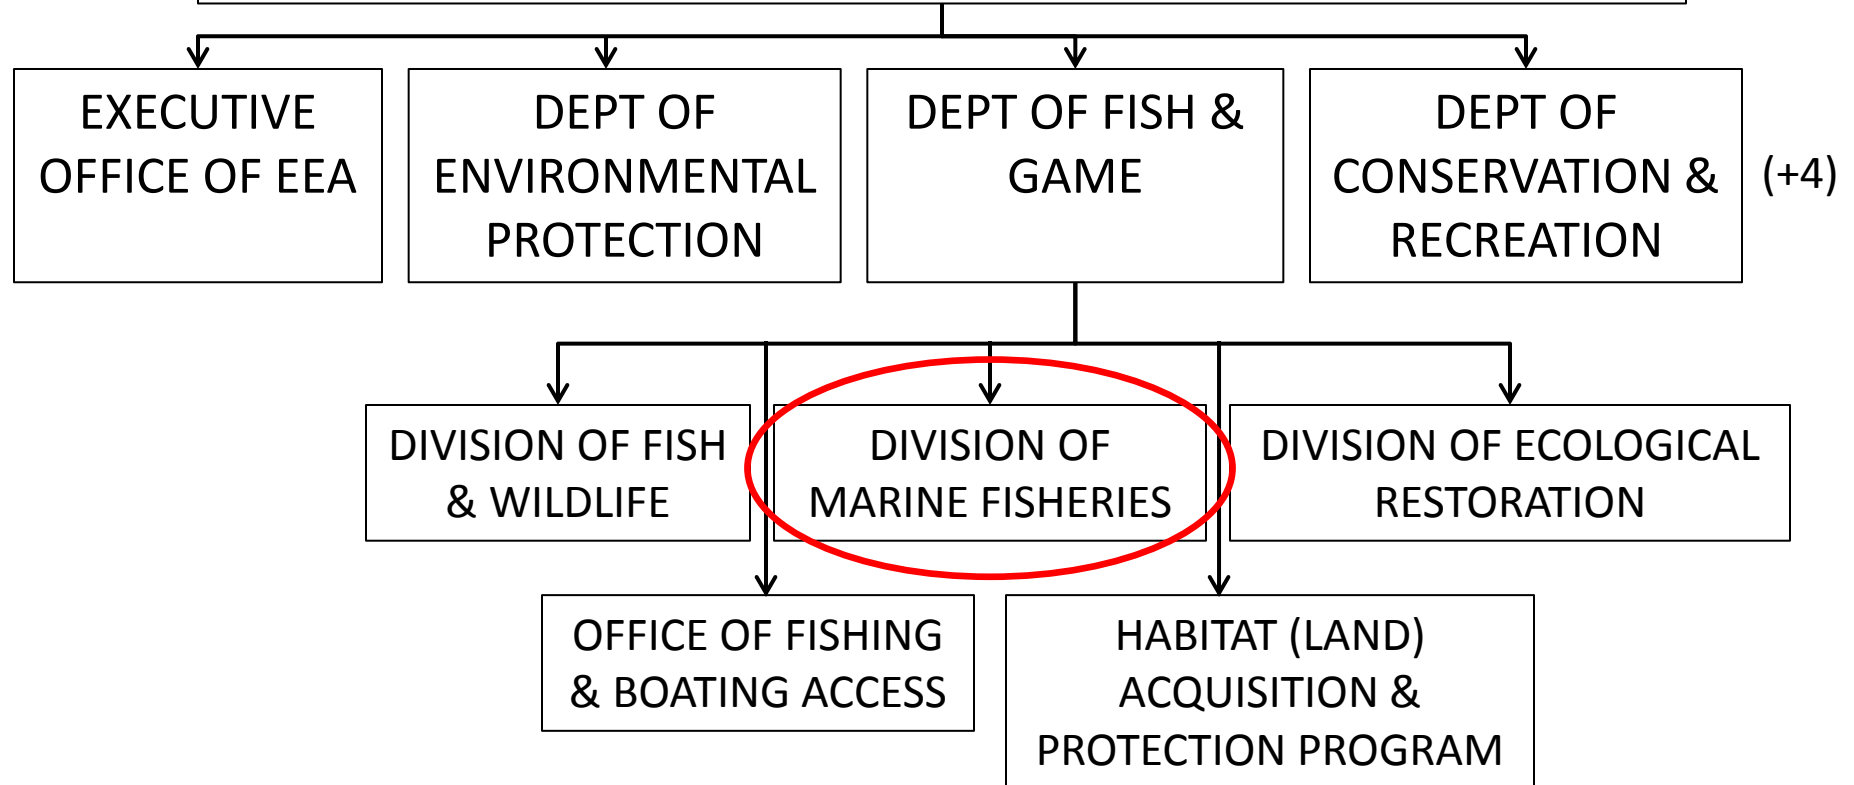 EXECUTIVE
OFFICE OF EEA
DEPT OF
ENVIRONMENTAL
PROTECTION
DEPT OF FISH &
GAME
DEPT OF
CONSERVATION &
RECREATION
(+4)
DIVISION OF FISH
& WILDLIFE
DIVISION OF
MARINE FISHERIES
DIVISION OF ECOLOGICAL
RESTORATION
OFFICE OF FISHING
& BOATING ACCESS
HABITAT (LAND)
ACQUISITION &
PROTECTION PROGRAM